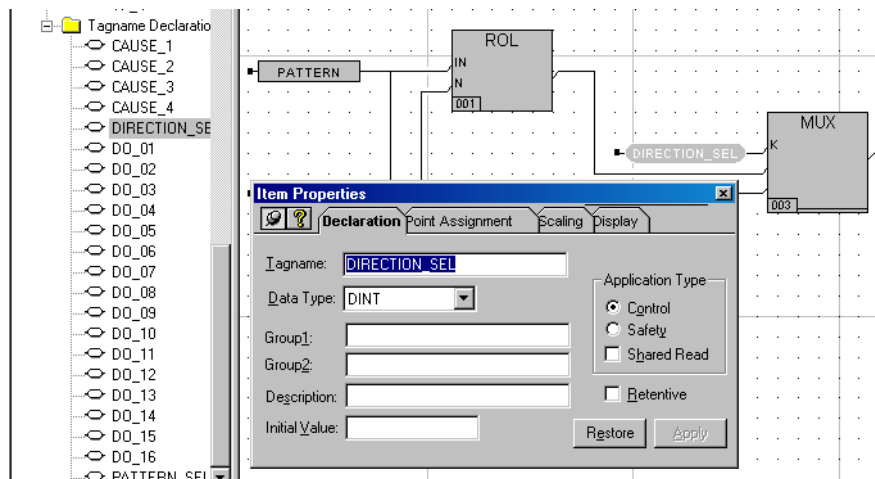 Tagname Declaratio
CAUSE_1
CAUSE_2
CAUSE_3
CAUSE_4
DIRECTION_SE
DO_01
DO_02
DO_03
DO_04
DO_05
DO_06
DO_07
DO_08
DO_09
DO_10
DO_11
DO_12
DO_13
DO_14
DO_15
DO_16
PATTERN_SEL
PATTERN
ROL
IN
N
001
DIRECTION_SEL
MUX
K
003
Item Properties
Declaration Point Assignment Scaling Display
Tagname: DIRECTION_SEL
Data Type: DINT
Group1:
Group2:
Description:
Initial Value:
Application Type
Control
Safety
Shared Read
Retentive
Restore Apply